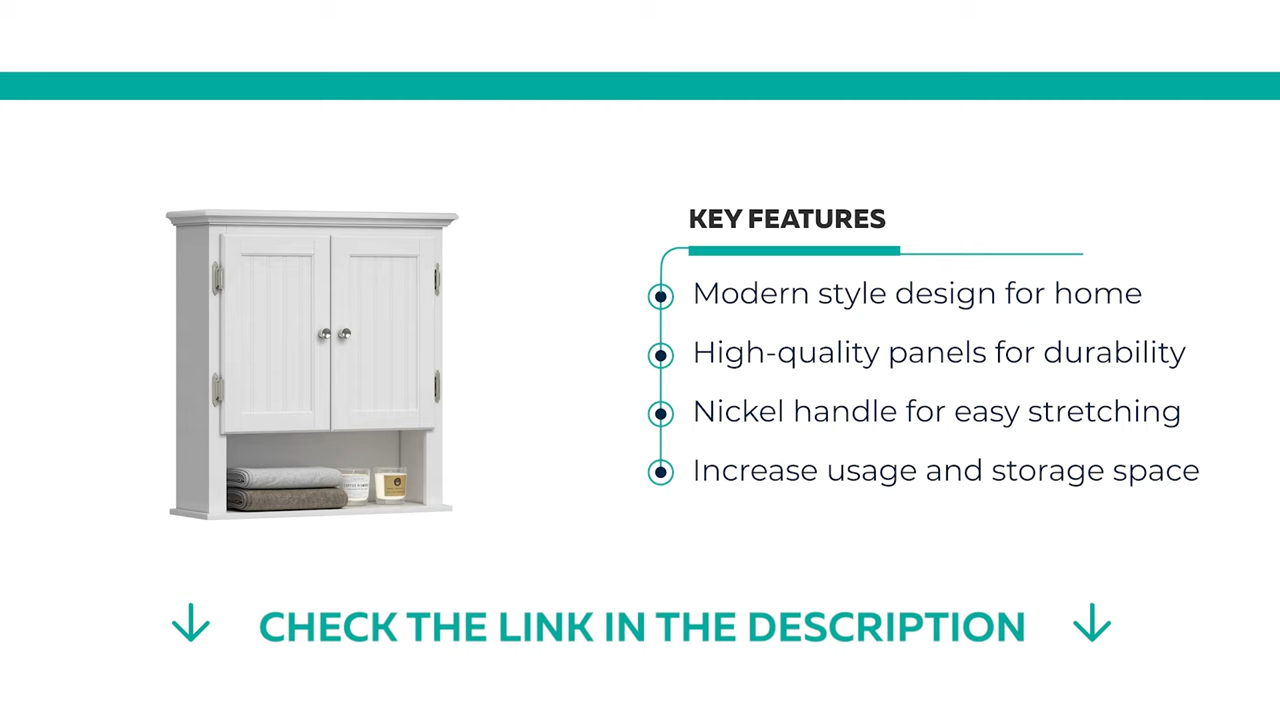 KEY FEATURES
Modern style design for home
High-quality panels for durability
Nickel handle for easy stretching
Increase usage and storage space
CHECK THE LINK IN THE DESCRIPTION